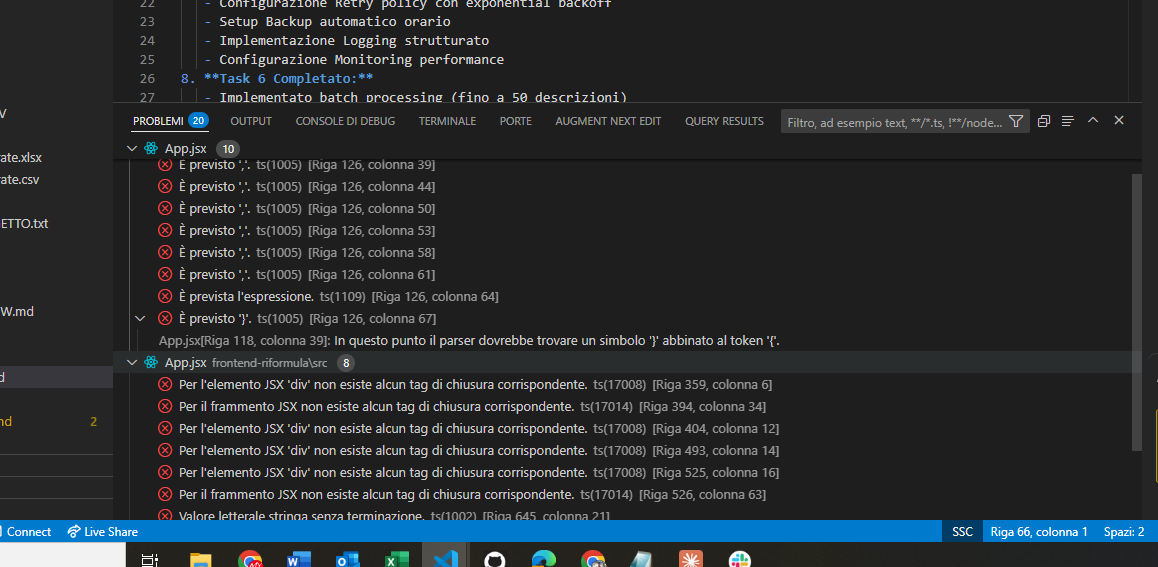 22 - Configurazione Retry policy con exponential backoff
23 - Setup Backup automatico orario
24 - Implementazione Logging strutturato
25 - Configurazione Monitoring performance
26 8. **Task 6 Completato:**
27 - Implementato batch processing (fino a 50 descrizioni)
PROBLEMI 20 OUTPUT CONSOLE DI DEBUG TERMINALE PORTE AUGMENT NEXT EDIT QUERY RESULTS Filtro, ad esempio text, **/*.ts, !**/node...
App.jsx 10
È previsto ','. ts(1005) [Riga 126, colonna 39]
È previsto ','. ts(1005) [Riga 126, colonna 44]
È previsto ','. ts(1005) [Riga 126, colonna 50]
È previsto ','. ts(1005) [Riga 126, colonna 53]
È previsto ','. ts(1005) [Riga 126, colonna 58]
È previsto ','. ts(1005) [Riga 126, colonna 61]
È prevista l'espressione. ts(1109) [Riga 126, colonna 64]
È previsto '}'. ts(1005) [Riga 126, colonna 67]
App.jsx[Riga 118, colonna 39]: In questo punto il parser dovrebbe trovare un simbolo '}' abbinato al token '{'.
App.jsx frontend-riformula\src 8
Per l'elemento JSX 'div' non esiste alcun tag di chiusura corrispondente. ts(17008) [Riga 359, colonna 6]
Per il frammento JSX non esiste alcun tag di chiusura corrispondente. ts(17014) [Riga 394, colonna 34]
Per l'elemento JSX 'div' non esiste alcun tag di chiusura corrispondente. ts(17008) [Riga 404, colonna 12]
Per l'elemento JSX 'div' non esiste alcun tag di chiusura corrispondente. ts(17008) [Riga 493, colonna 14]
Per l'elemento JSX 'div' non esiste alcun tag di chiusura corrispondente. ts(17008) [Riga 525, colonna 16]
Per il frammento JSX non esiste alcun tag di chiusura corrispondente. ts(17014) [Riga 526, colonna 63]
Valore letterale stringa senza terminazione. ts(1002) [Riga 645, colonna 21]
ate.xlsx
ate.csv
ETTO.txt
W.md
d
nd 2
Connect Live Share SSC Riga 66, colonna 1 Spazi: 2